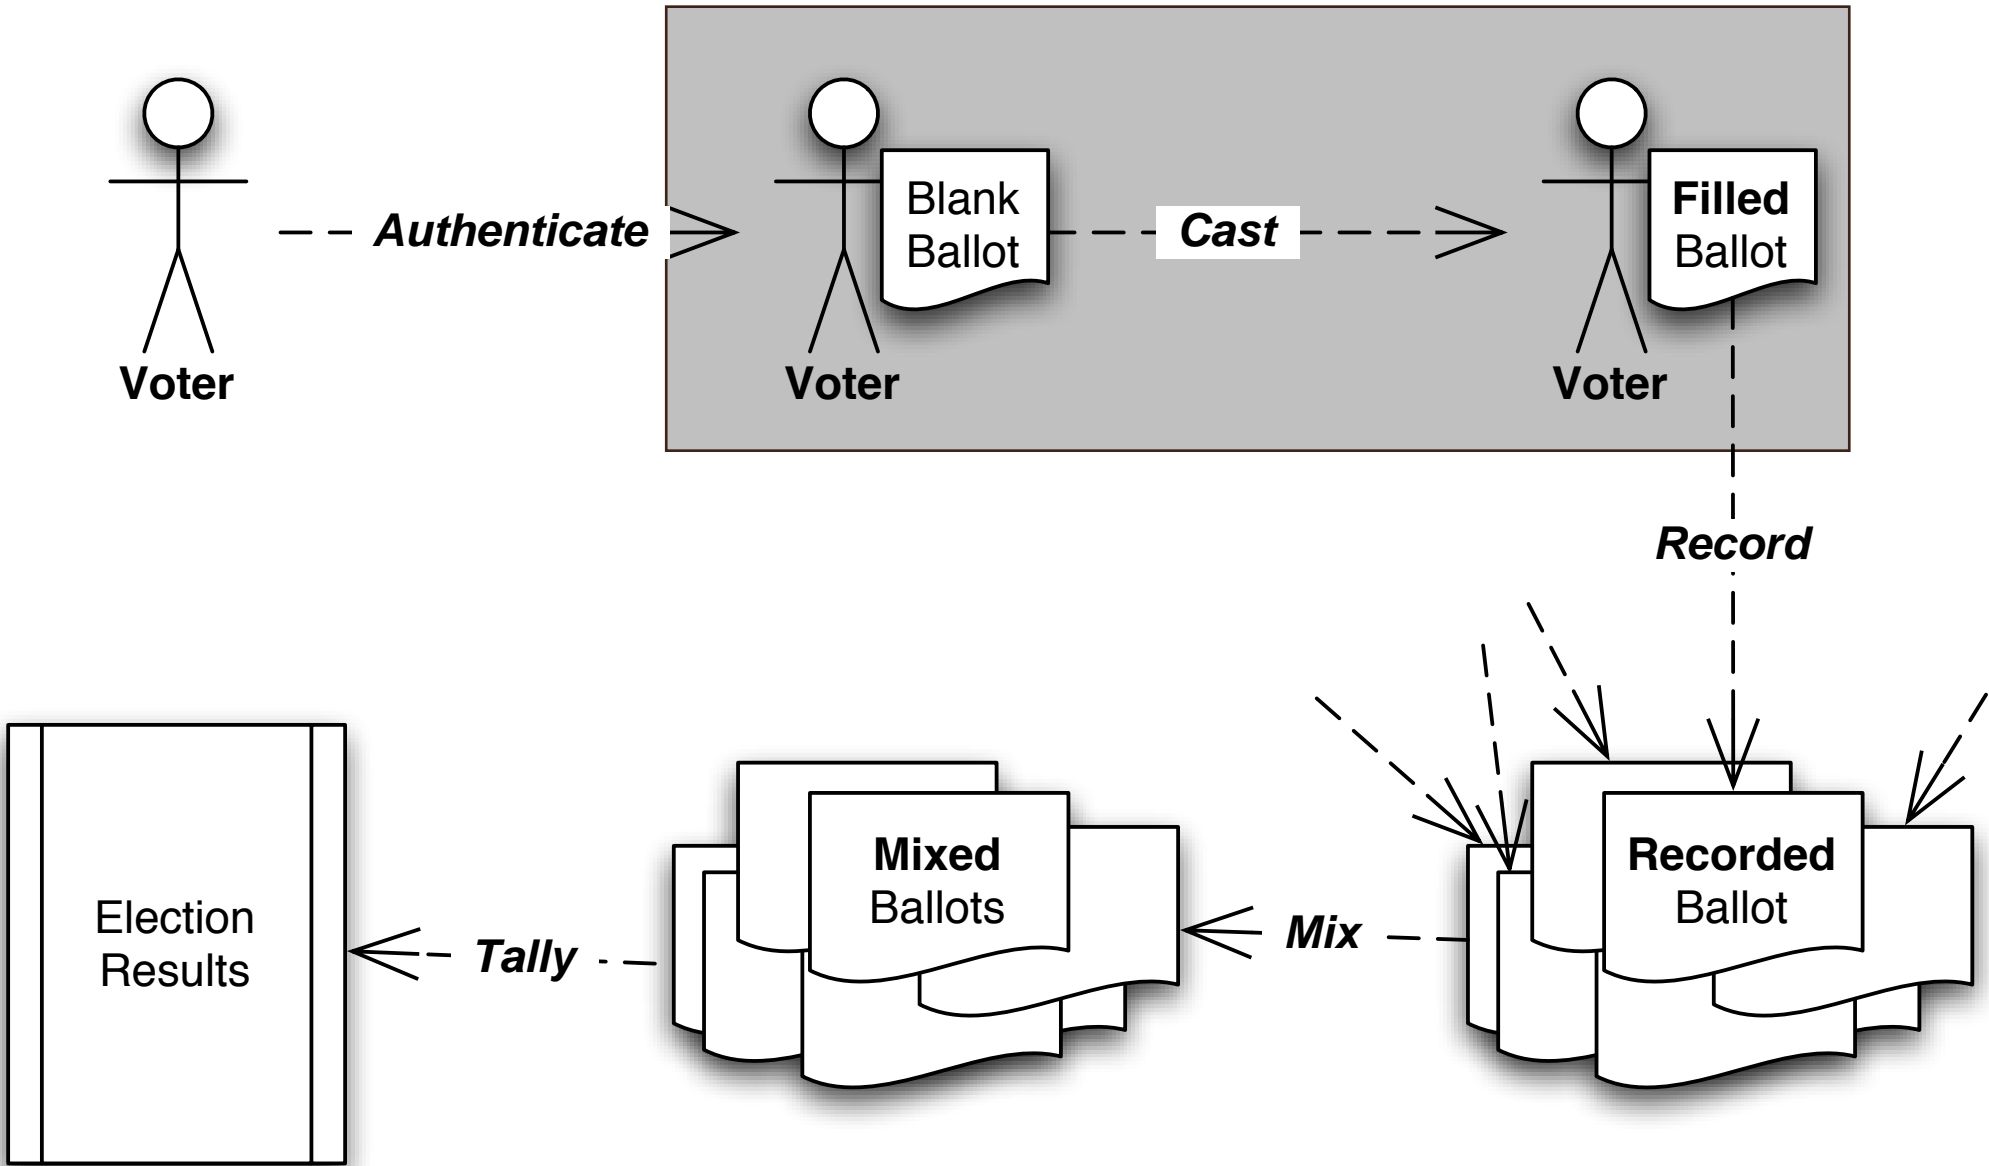 Authenticate
Blank
Ballot
Cast
Filled
Ballot
Voter
Voter
Voter
Record
Election
Results
Tally
Mixed
Ballots
Mix
Recorded
Ballot